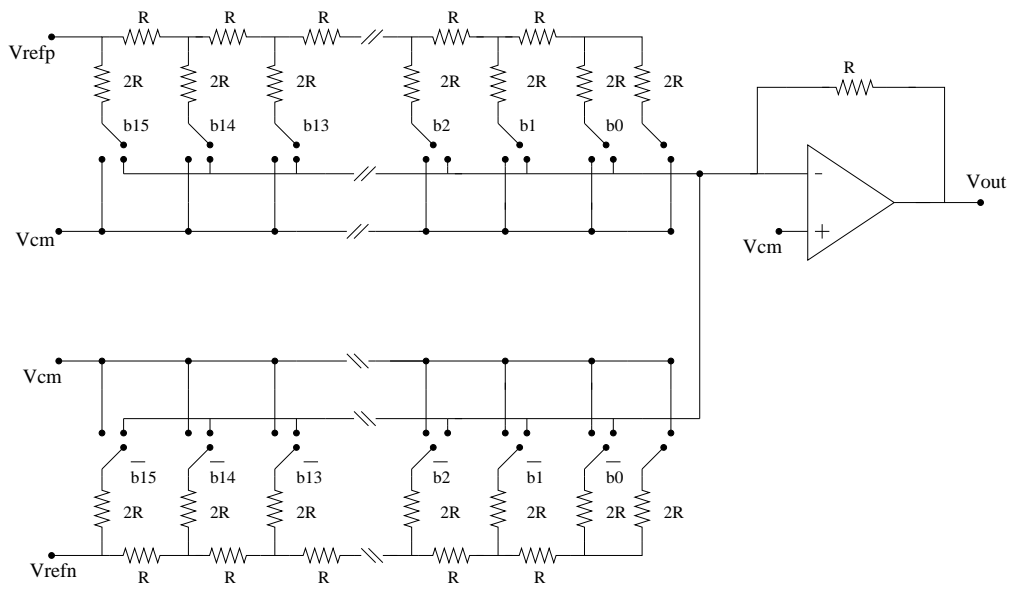 R R R R R
Vrefp
2R 2R 2R 2R 2R 2R 2R
R
b15 b14 b13 b2 b1 b0
-
Vout
Vcm
Vcm
+
Vcm
b15 b14 b13 b2 b1 b0
2R 2R 2R 2R 2R 2R 2R
Vrefn
R R R R R